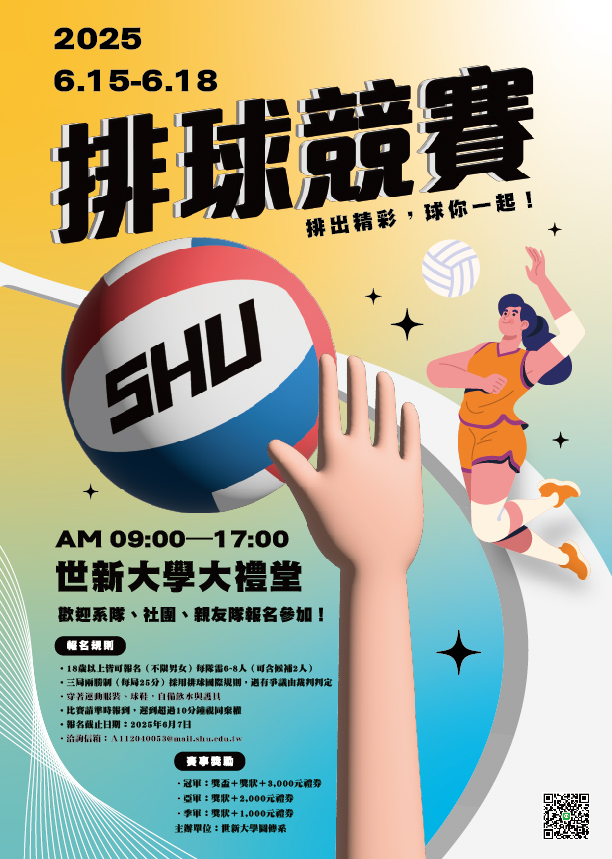 2025
6.15-6.18
排球競賽
排出精彩，球你一起！
SHU
AM 09:00—17:00
世新大學大禮堂
歡迎系隊、社團、親友隊報名參加！
報名規則
・18歲以上皆可報名（不限男女）每隊需6-8人（可含候補2人）
・三局兩勝制（每局25分）採用排球國際規則，遇有爭議由裁判判定
・穿著運動服裝、球鞋，自備飲水與護具
・比賽請準時報到，遲到超過10分鐘視同棄權
・報名截止日期：2025年6月7日
・洽詢信箱：A112040053@mail.shu.edu.tw
賽事獎勵
・冠軍：獎盃＋獎狀＋3,000元禮券
・亞軍：獎狀＋2,000元禮券
・季軍：獎狀＋1,000元禮券
主辦單位：世新大學圖傳系